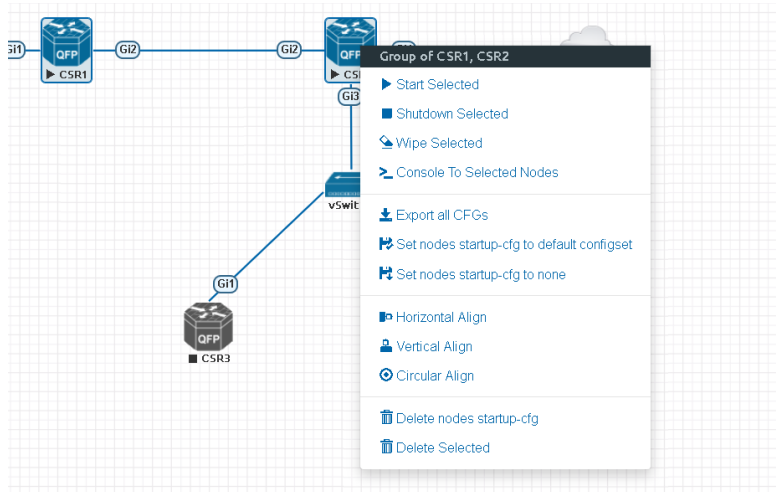 Gi1
QFP
CSR1
Gi2
Gi2
QFP
Group of CSR1, CSR2
Start Selected
Shutdown Selected
Wipe Selected
Console To Selected Nodes
Gi3
vSwit
Export all CFGs
Set nodes startup-cfg to default configset
Set nodes startup-cfg to none
Gi1
QFP
CSR3
Horizontal Align
Vertical Align
Circular Align
Delete nodes startup-cfg
Delete Selected